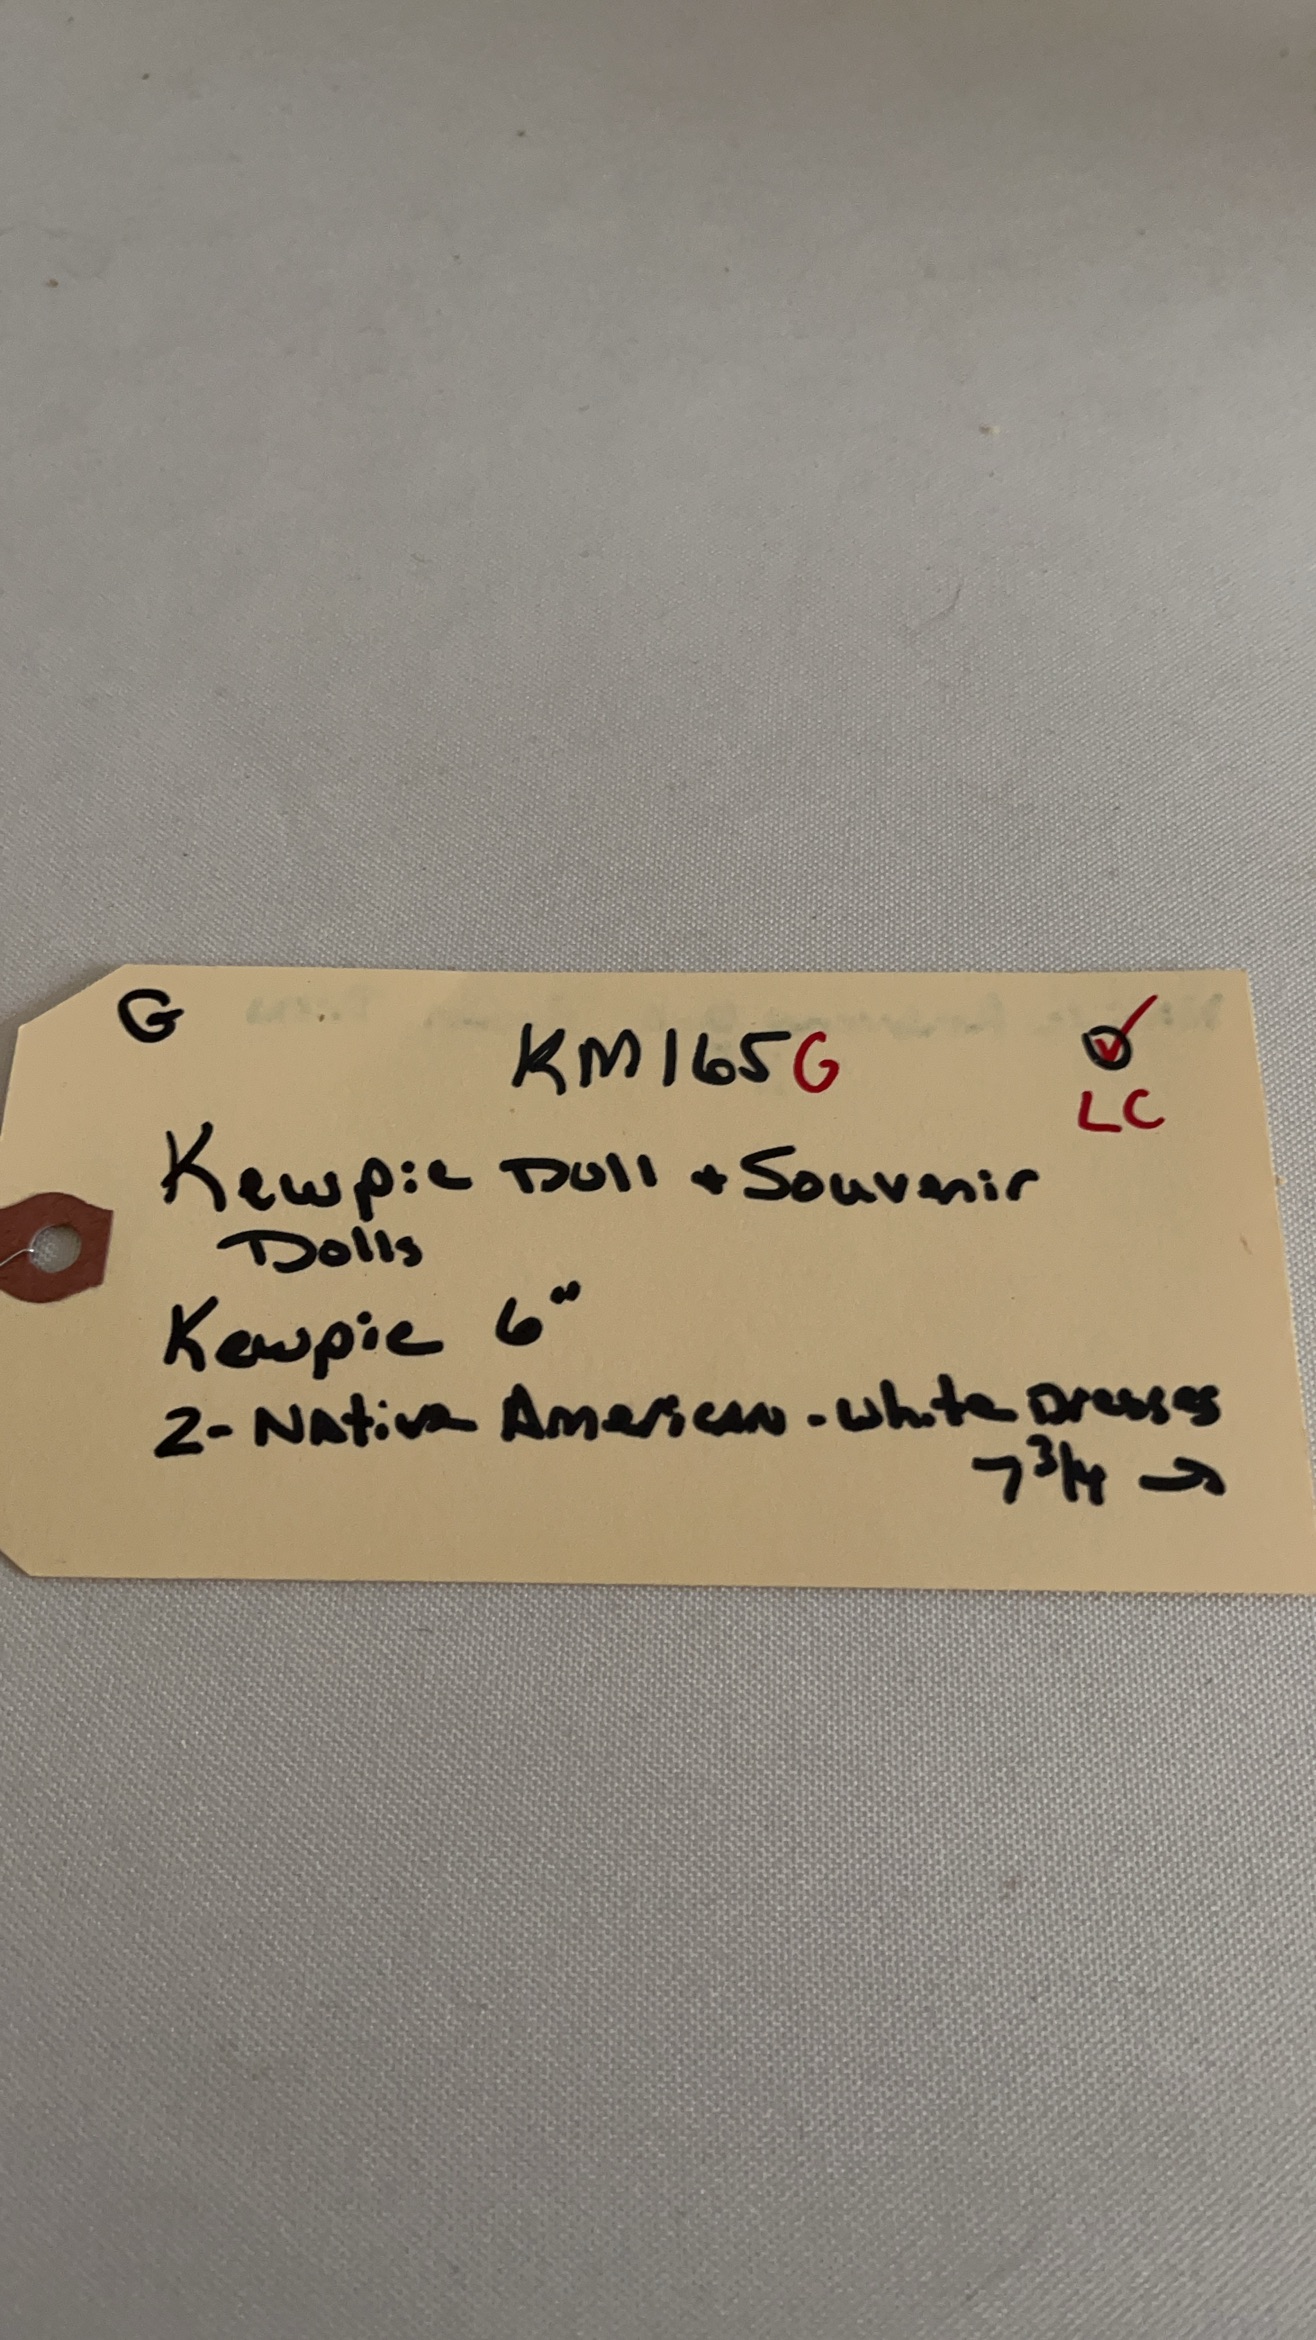 G
KM165G
LC
Kewpie Doll + Souvenir
Dolls
Kewpie 6"
2- Native American - White Dresses
7 3/4 →